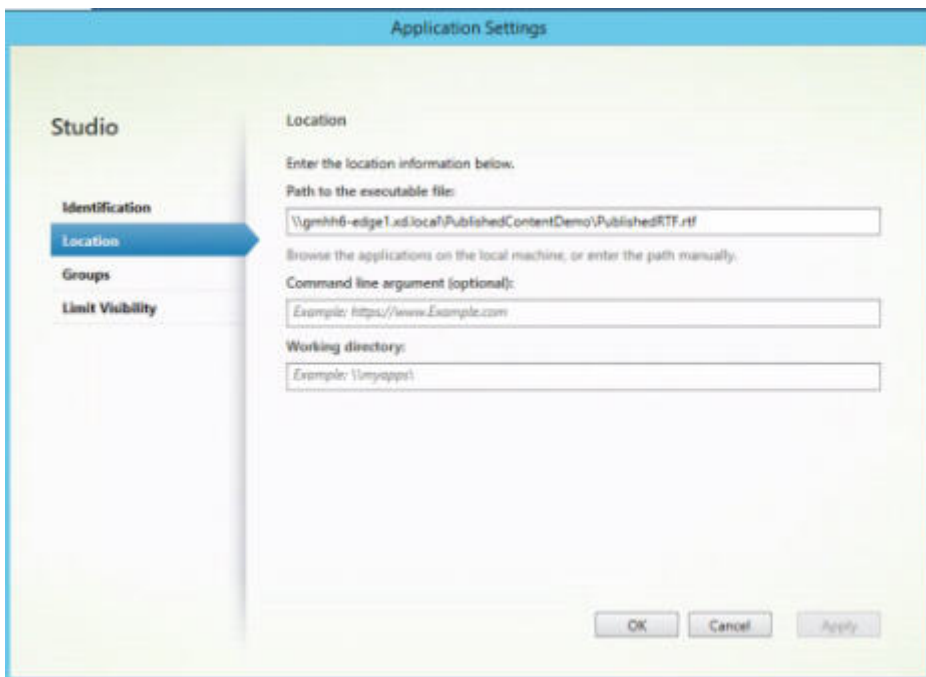 Application Settings
Studio
Identification
Location
Groups
Limit Visibility
Location
Enter the location information below.
Path to the executable file:
\\gmhh6-edge1.xd.local\PublishedContentDemo\PublishedRTF.rtf
Browse the applications on the local machine, or enter the path manually.
Command line argument (optional):
Example: https://www.Example.com
Working directory:
Example: \\myapps\
OK
Cancel
Apply